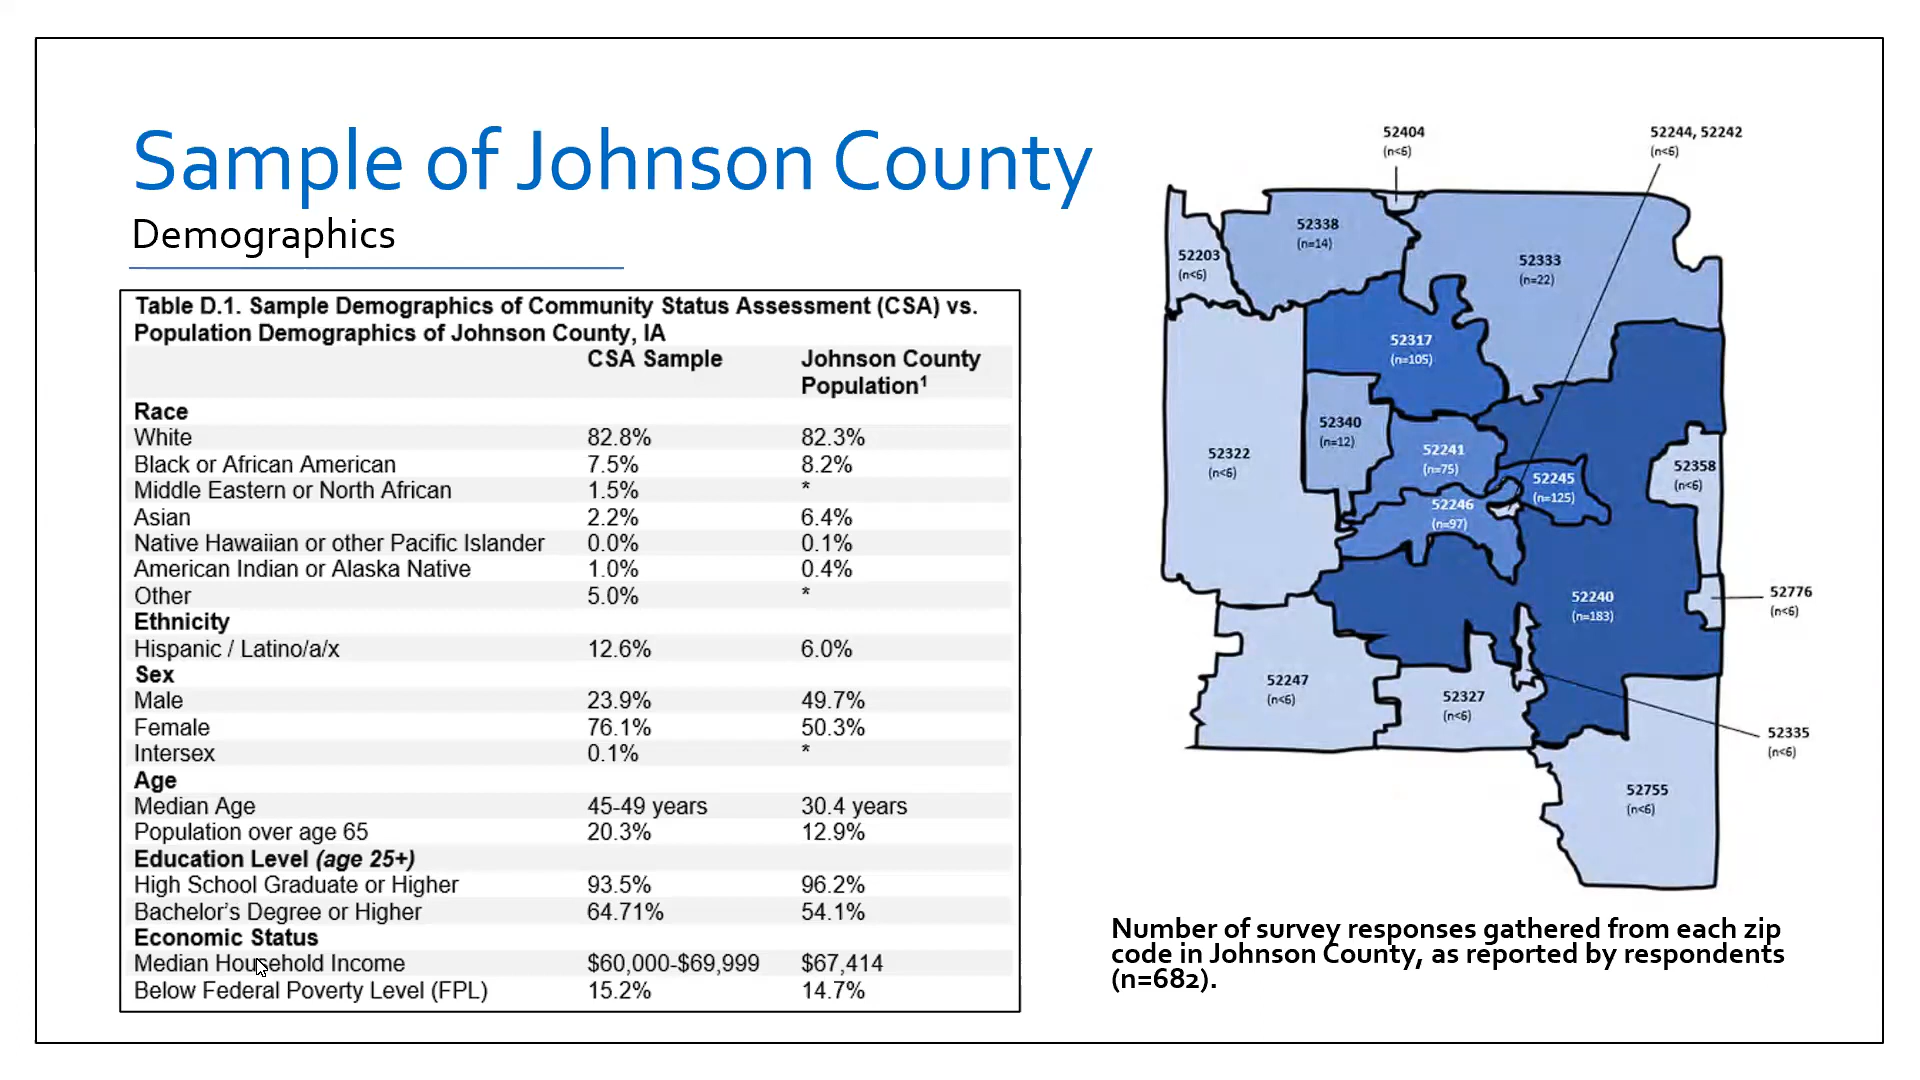 Sample of Johnson County
Demographics
Table D.1. Sample Demographics of Community Status Assessment (CSA) vs.
Population Demographics of Johnson County, IA
CSA Sample Johnson County
Population¹
Race
White 82.8% 82.3%
Black or African American 7.5% 8.2%
Middle Eastern or North African 1.5% *
Asian 2.2% 6.4%
Native Hawaiian or other Pacific Islander 0.0% 0.1%
American Indian or Alaska Native 1.0% 0.4%
Other 5.0% *
Ethnicity
Hispanic / Latino/a/x 12.6% 6.0%
Sex
Male 23.9% 49.7%
Female 76.1% 50.3%
Intersex 0.1% *
Age
Median Age 45-49 years 30.4 years
Population over age 65 20.3% 12.9%
Education Level (age 25+)
High School Graduate or Higher 93.5% 96.2%
Bachelor's Degree or Higher 64.71% 54.1%
Economic Status
Median Household Income $60,000-$69,999 $67,414
Below Federal Poverty Level (FPL) 15.2% 14.7%
52404
(n<6)
52244, 52242
(n<6)
52338
(n=14)
52203
(n<6)
52333
(n=22)
52317
(n=105)
52340
(n=12)
52322
(n<6)
52241
(n=75)
52245
(n=125)
52358
(n<6)
52246
(n=97)
52240
(n=183)
52776
(n<6)
52247
(n<6)
52327
(n<6)
52335
(n<6)
52755
(n<6)
Number of survey responses gathered from each zip
code in Johnson County, as reported by respondents
(n=682).